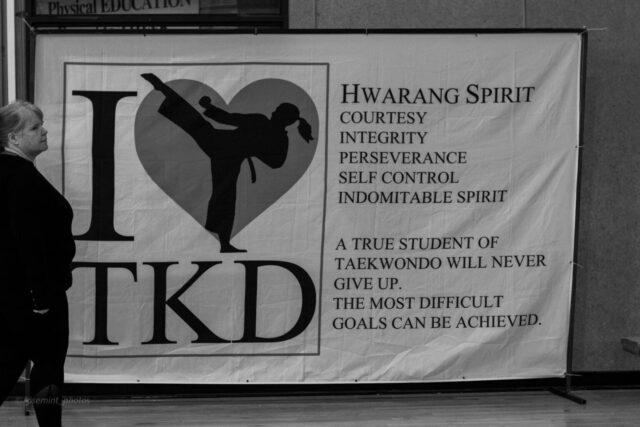 Physical EDUCATION
I
TKD
HWARANG SPIRIT
COURTESY
INTEGRITY
PERSEVERANCE
SELF CONTROL
INDOMITABLE SPIRIT
A TRUE STUDENT OF
TAEKWONDO WILL NEVER
GIVE UP.
THE MOST DIFFICULT
GOALS CAN BE ACHIEVED.